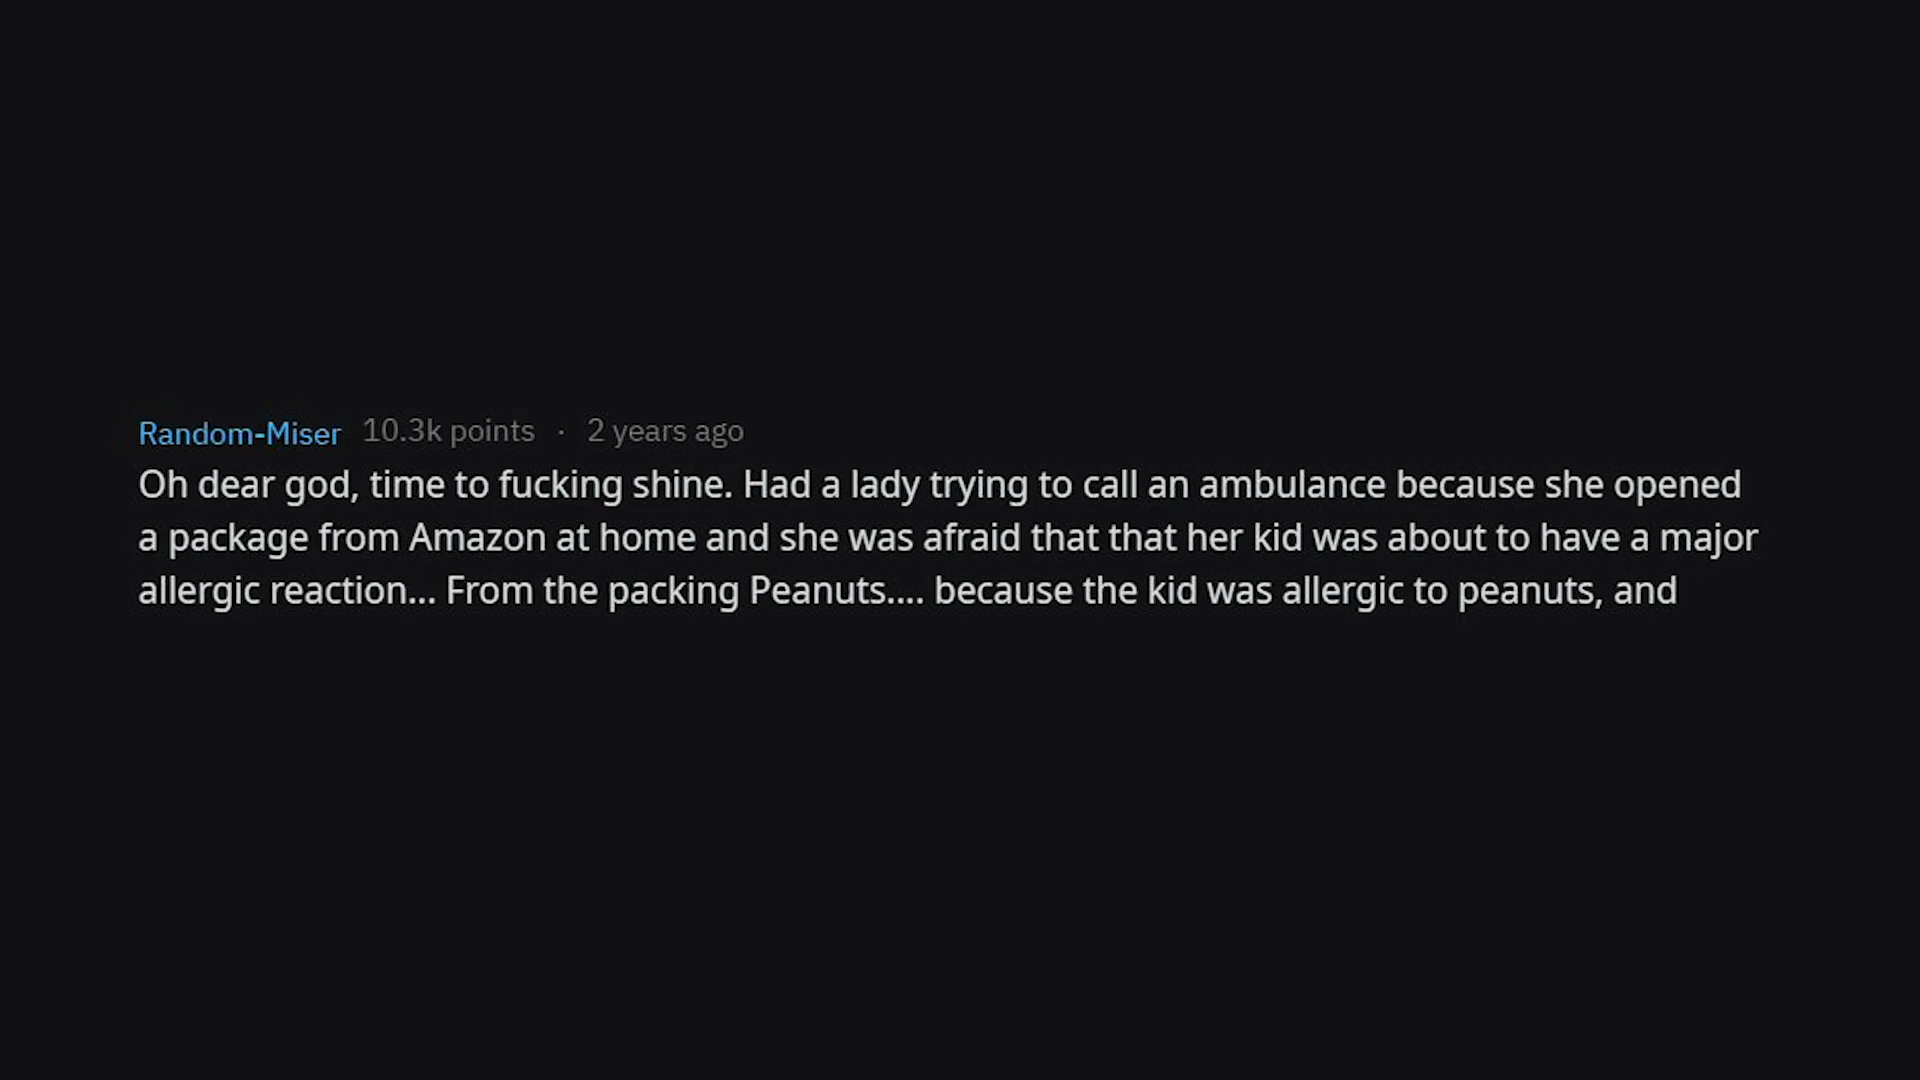 Random-Miser 10.3k points · 2 years ago
Oh dear god, time to fucking shine. Had a lady trying to call an ambulance because she opened
a package from Amazon at home and she was afraid that that her kid was about to have a major
allergic reaction... From the packing Peanuts.... because the kid was allergic to peanuts, and